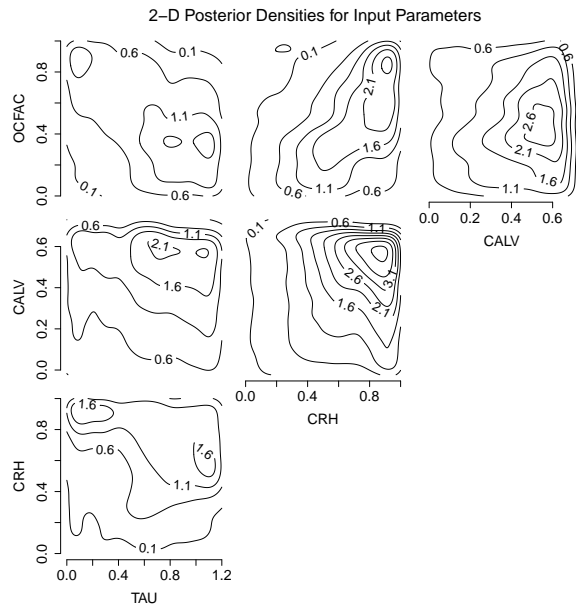 2−D Posterior Densities for Input Parameters
OCFAC
0.0 0.4 0.8
0.6 0.1 1.1 0.1 0.6
0.1 2.1 1.6 0.6 1.1 0.6
0.6 0.6 2.6 2.1 1.6 1.1
0.0 0.2 0.4 0.6
CALV
CALV
0.0 0.2 0.4 0.6
0.6 1.1 2.1 1.6 0.6
0.1 0.6 1.1 2.6 3.1 1.6 2.1
0.0 0.4 0.8
CRH
CRH
0.0 0.4 0.8
1.6 0.6 1.6 1.1 0.1
0.0 0.4 0.8 1.2
TAU